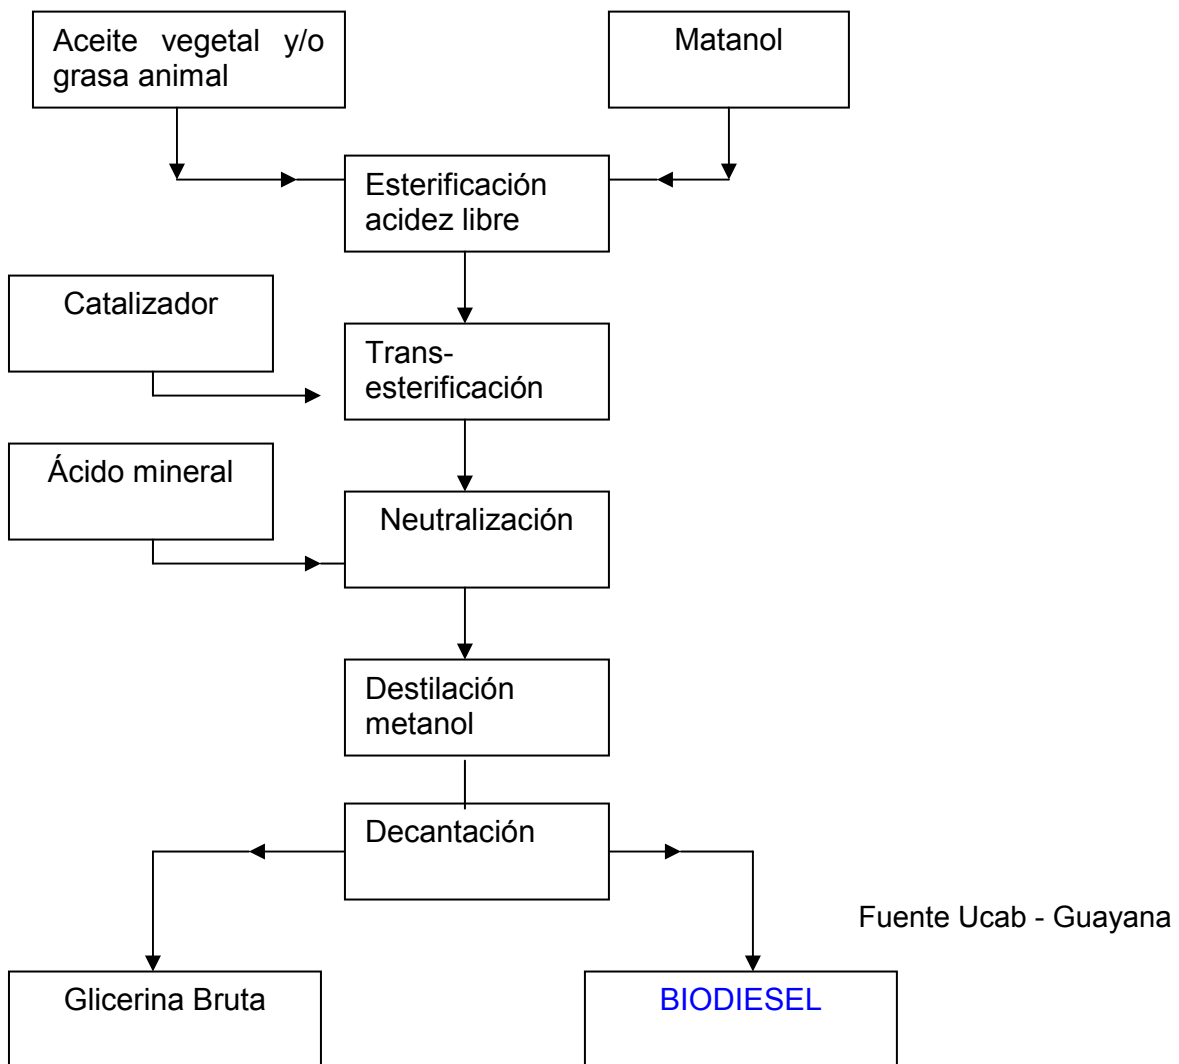 Aceite vegetal y/o
grasa animal
Matanol
Esterificación
acidez libre
Catalizador
Trans-
esterificación
Ácido mineral
Neutralización
Destilación
metanol
Decantación
Fuente Ucab - Guayana
Glicerina Bruta
BIODIESEL